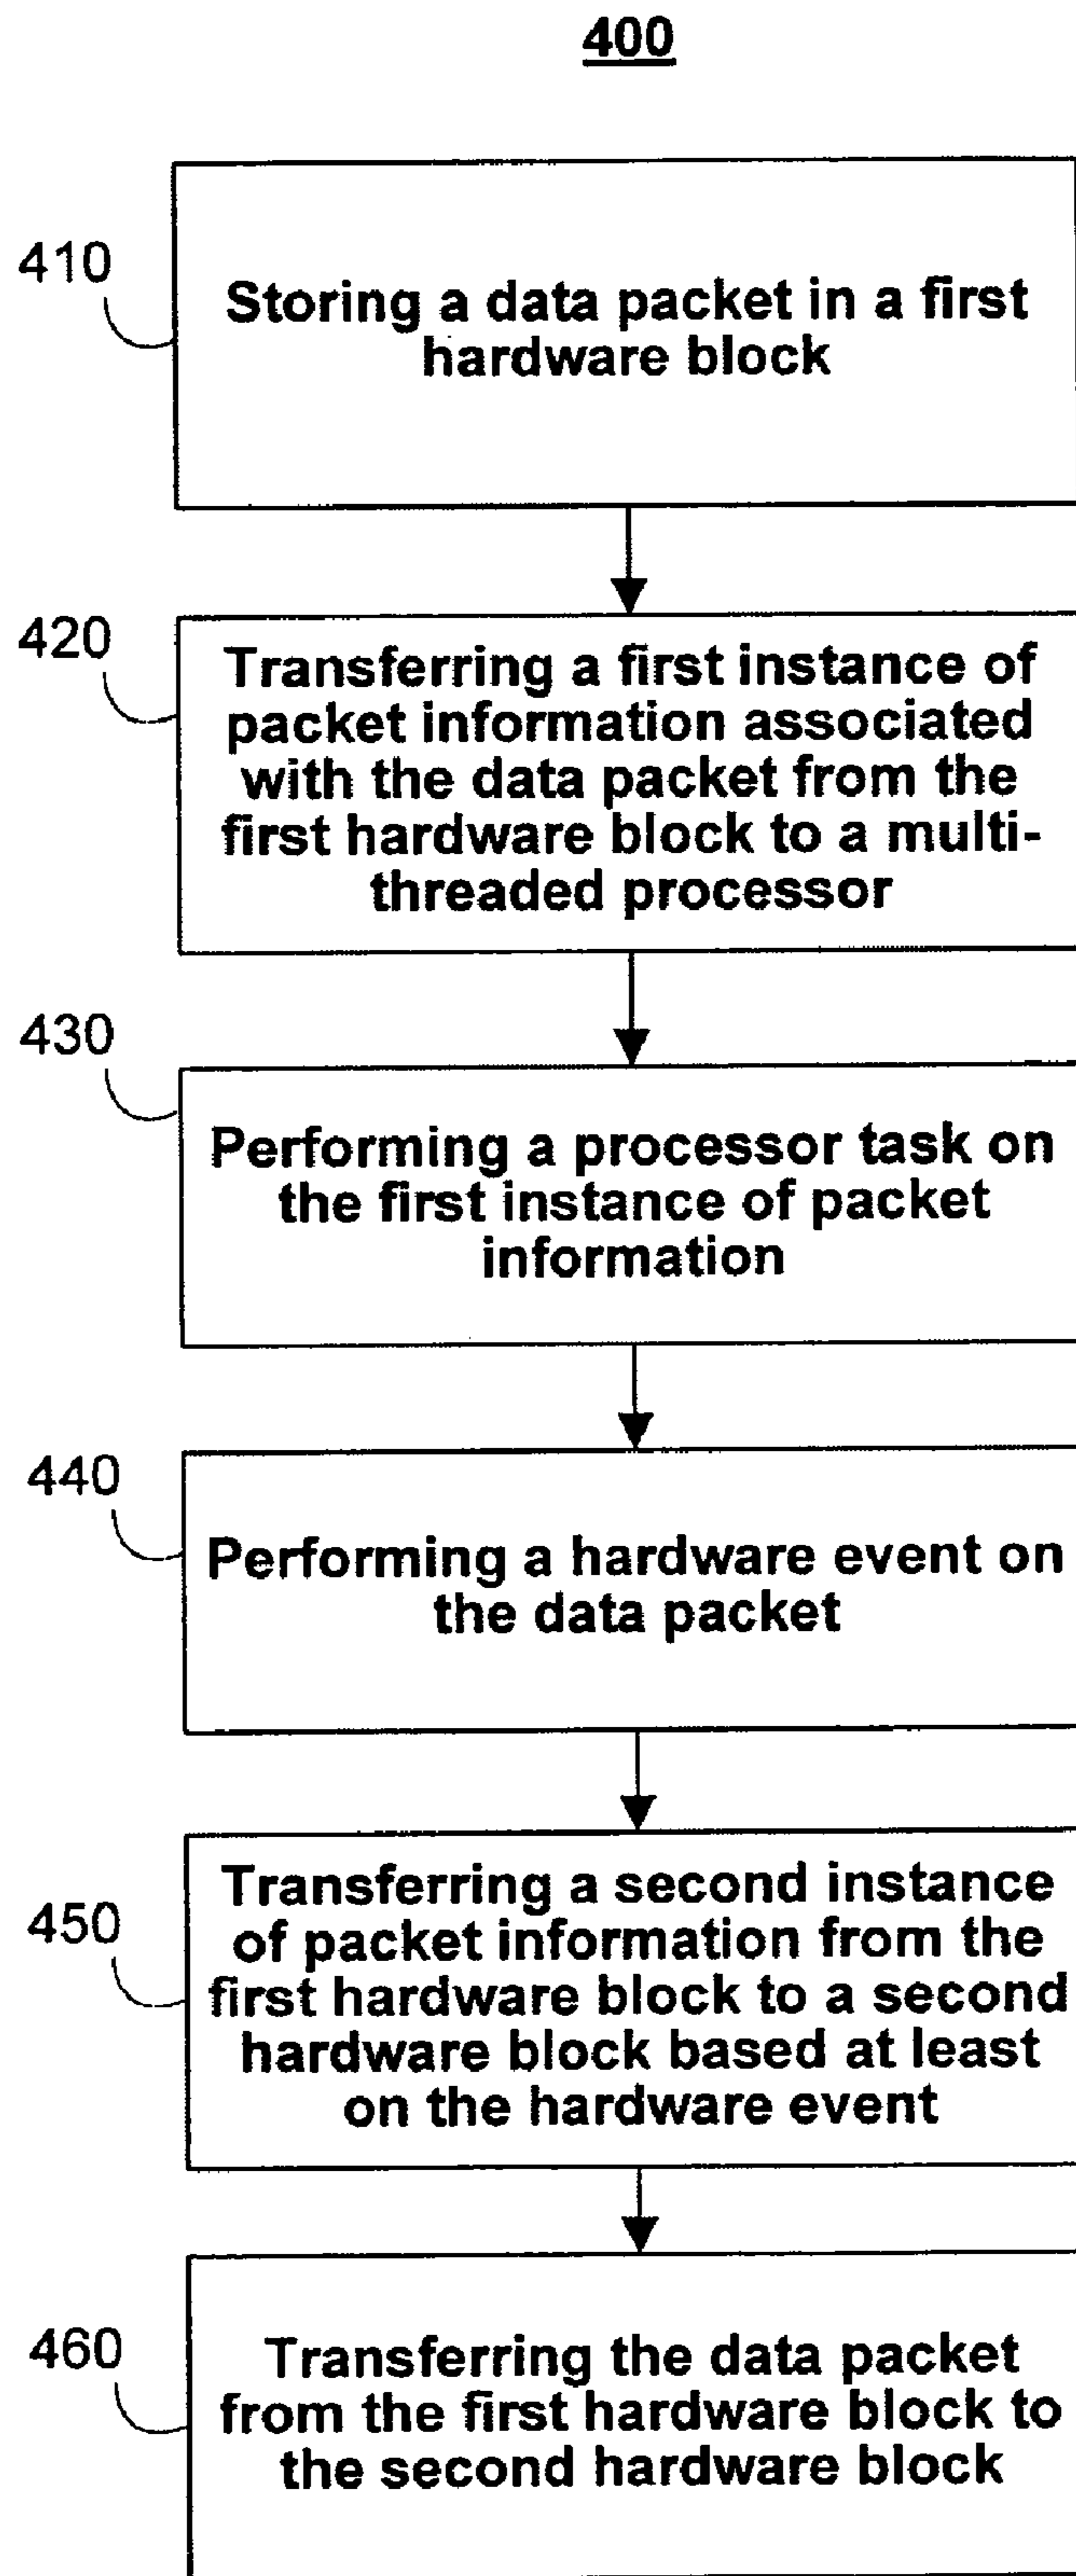 400
410
Storing a data packet in a first
hardware block
420
Transferring a first instance of
packet information associated
with the data packet from the
first hardware block to a multi-
threaded processor
430
Performing a processor task on
the first instance of packet
information
440
Performing a hardware event on
the data packet
450
Transferring a second instance
of packet information from the
first hardware block to a second
hardware block based at least
on the hardware event
460
Transferring the data packet
from the first hardware block to
the second hardware block